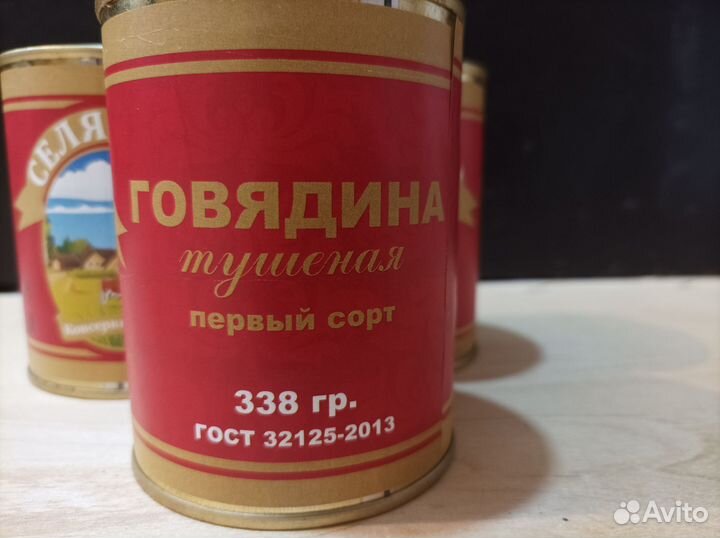 ГОВЯДИНА
тушеная
первый сорт
338 гр.
ГОСТ 32125-2013
Avito